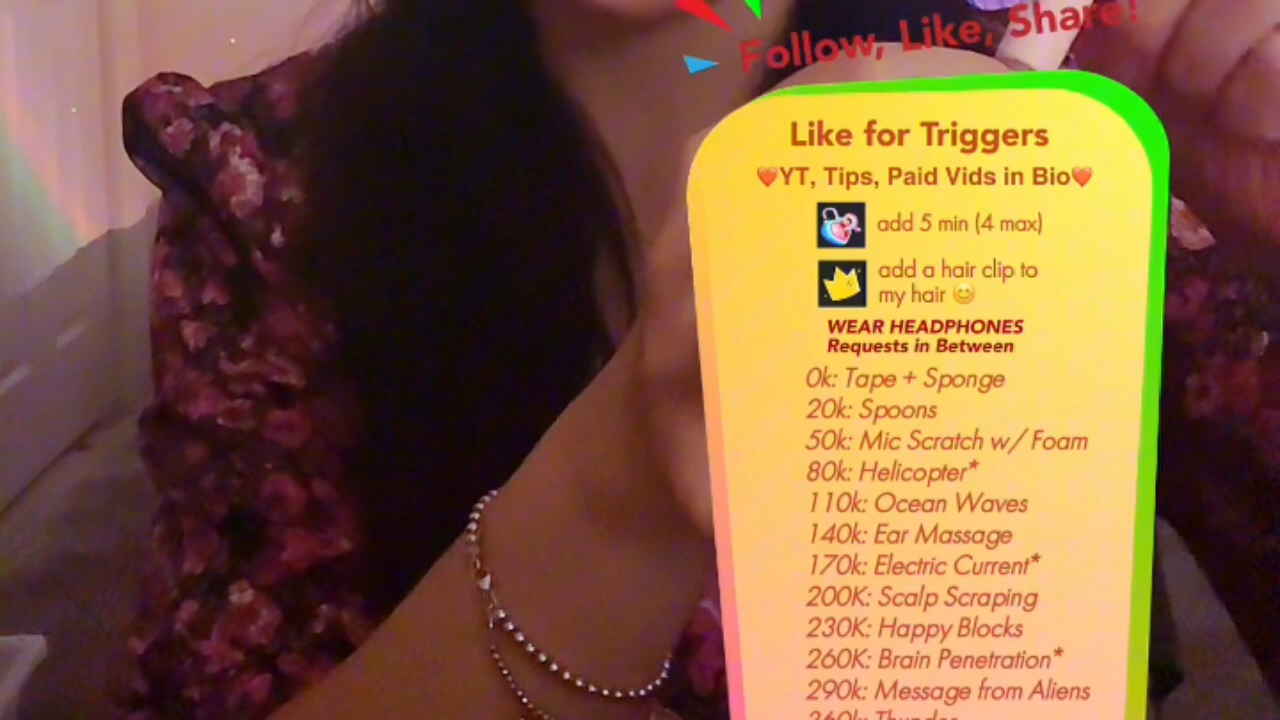 Follow, Like, Share!
Like for Triggers
❤️YT, Tips, Paid Vids in Bio❤️
add 5 min (4 max)
add a hair clip to
my hair 😊
WEAR HEADPHONES
Requests in Between
0k: Tape + Sponge
20k: Spoons
50k: Mic Scratch w/ Foam
80k: Helicopter*
110k: Ocean Waves
140k: Ear Massage
170k: Electric Current*
200K: Scalp Scraping
230K: Happy Blocks
260K: Brain Penetration*
290k: Message from Aliens